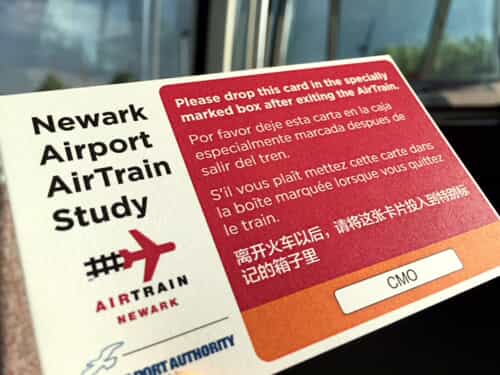 Newark
Airport
AirTrain
Study
AIRTRAIN
NEWARK
PORT AUTHORITY
Please drop this card in the specially
marked box after exiting the AirTrain.
Por favor deje esta carta en la caja
especialmente marcada despues de
salir del tren.
S'il vous plaît mettez cette carte dans
la boîte marquée lorsque vous quittez
le train.
离开火车以后，请将这张卡片投入到特别标
记的箱子里
CMO